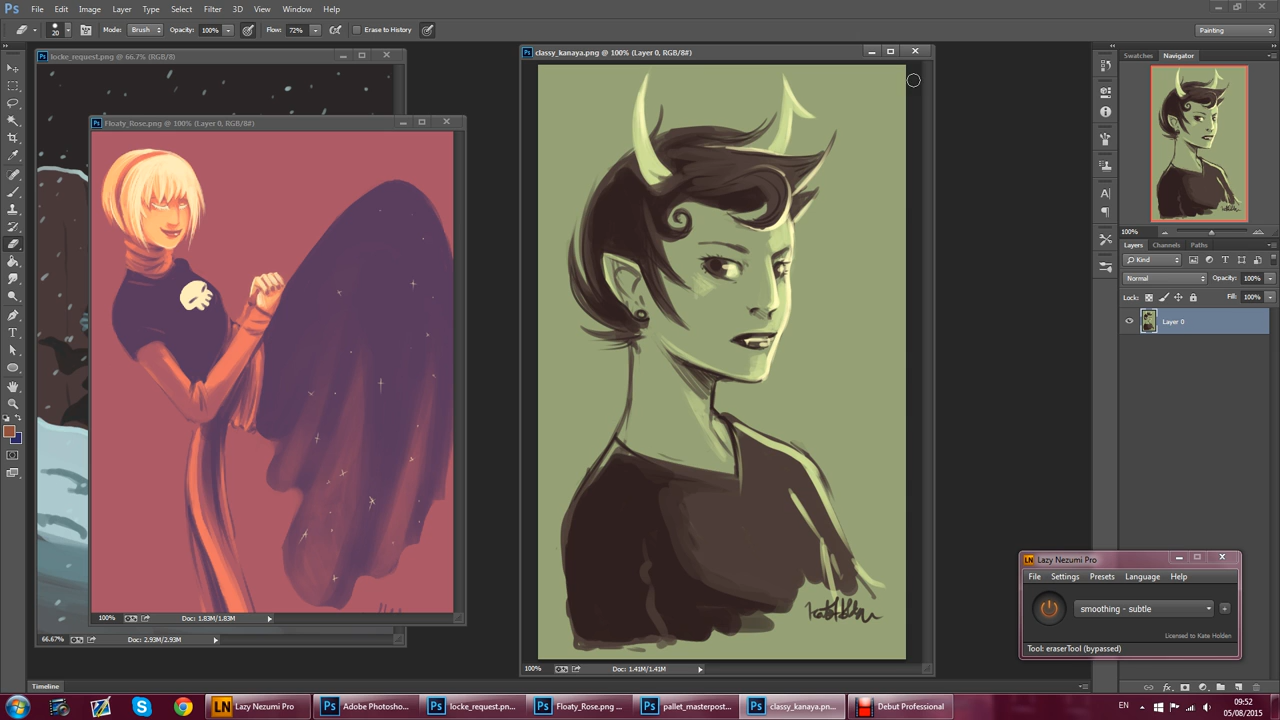 Ps File Edit Image Layer Type Select Filter 3D View Window Help
20 Mode: Brush Opacity: 100% Flow: 72% Erase to History Painting
locke_request.png @ 66.7% (RGB/8)
Floaty_Rose.png @ 100% (Layer 0, RGB/8#)
100% Doc: 1.83M/1.83M
66.67% Doc: 2.93M/2.93M
classy_kanaya.png @ 100% (Layer 0, RGB/8#)
Kate Holden
100% Doc: 1.41M/1.41M
Swatches Navigator
100%
Layers Channels Paths
Kind
Normal Opacity: 100%
Lock: Fill: 100%
Layer 0
Lazy Nezumi Pro
File Settings Presets Language Help
smoothing - subtle
Licensed to Kate Holden
Tool: eraserTool (bypassed)
Timeline
Lazy Nezumi Pro
Adobe Photosho...
locke_request.pn...
Floaty_Rose.png ...
pallet_masterpost...
classy_kanaya.pn...
Debut Professional
EN
09:52
05/08/2015